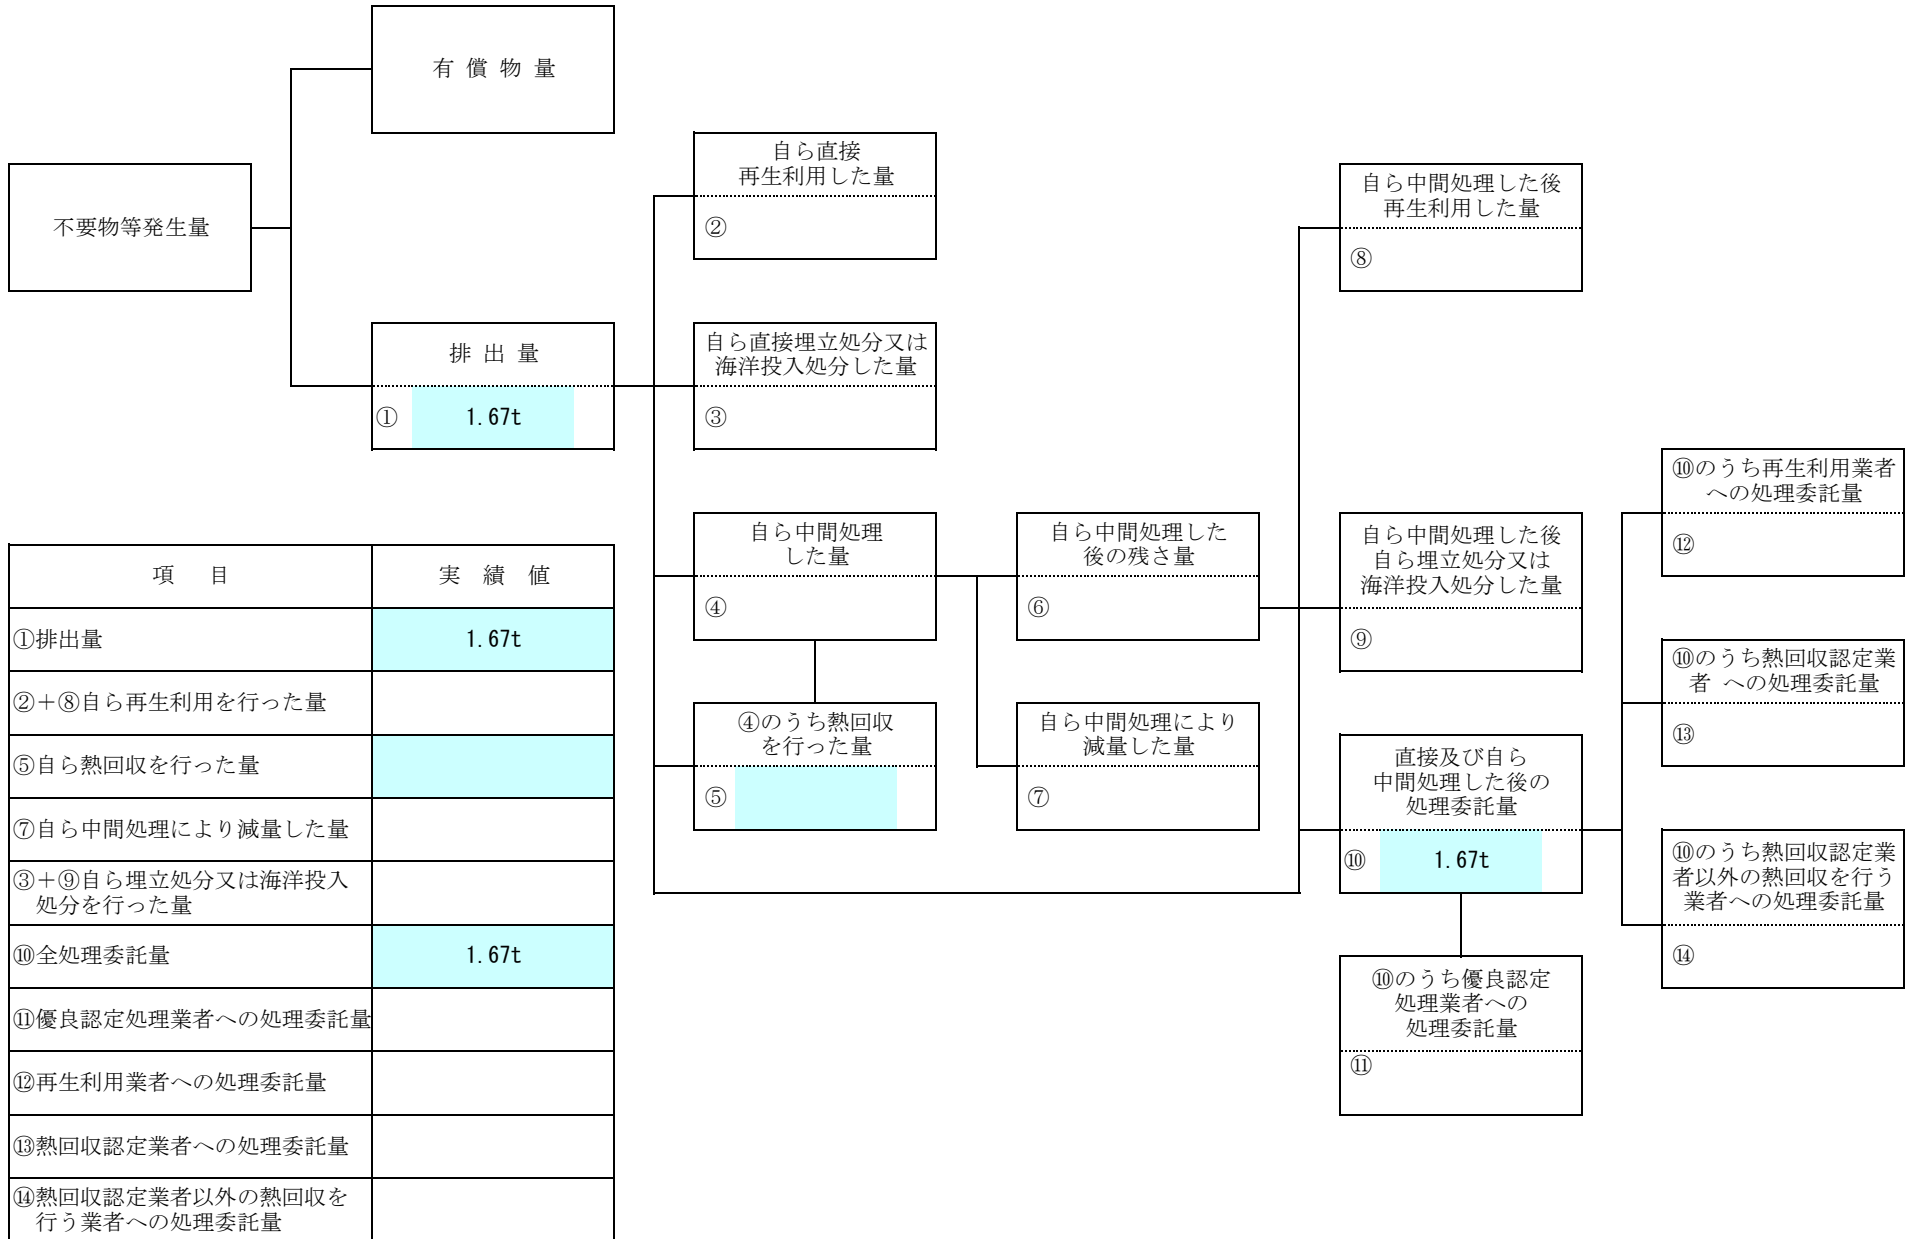 有 償 物 量
不要物等発生量
排 出 量
① 1.67t
自ら直接
再生利用した量
②
自ら直接埋立処分又は
海洋投入処分した量
③
自ら中間処理
した量
④
④のうち熱回収
を行った量
⑤
自ら中間処理した
後の残さ量
⑥
自ら中間処理により
減量した量
⑦
自ら中間処理した後
再生利用した量
⑧
自ら中間処理した後
自ら埋立処分又は
海洋投入処分した量
⑨
直接及び自ら
中間処理した後の
処理委託量
⑩ 1.67t
⑩のうち優良認定
処理業者への
処理委託量
⑪
⑩のうち再生利用業者
への処理委託量
⑫
⑩のうち熱回収認定業
者 への処理委託量
⑬
⑩のうち熱回収認定業
者以外の熱回収を行う
業者への処理委託量
⑭
項 目 実 績 値
①排出量 1.67t
②＋⑧自ら再生利用を行った量
⑤自ら熱回収を行った量
⑦自ら中間処理により減量した量
③＋⑨自ら埋立処分又は海洋投入
処分を行った量
⑩全処理委託量 1.67t
⑪優良認定処理業者への処理委託量
⑫再生利用業者への処理委託量
⑬熱回収認定業者への処理委託量
⑭熱回収認定業者以外の熱回収を
行う業者への処理委託量